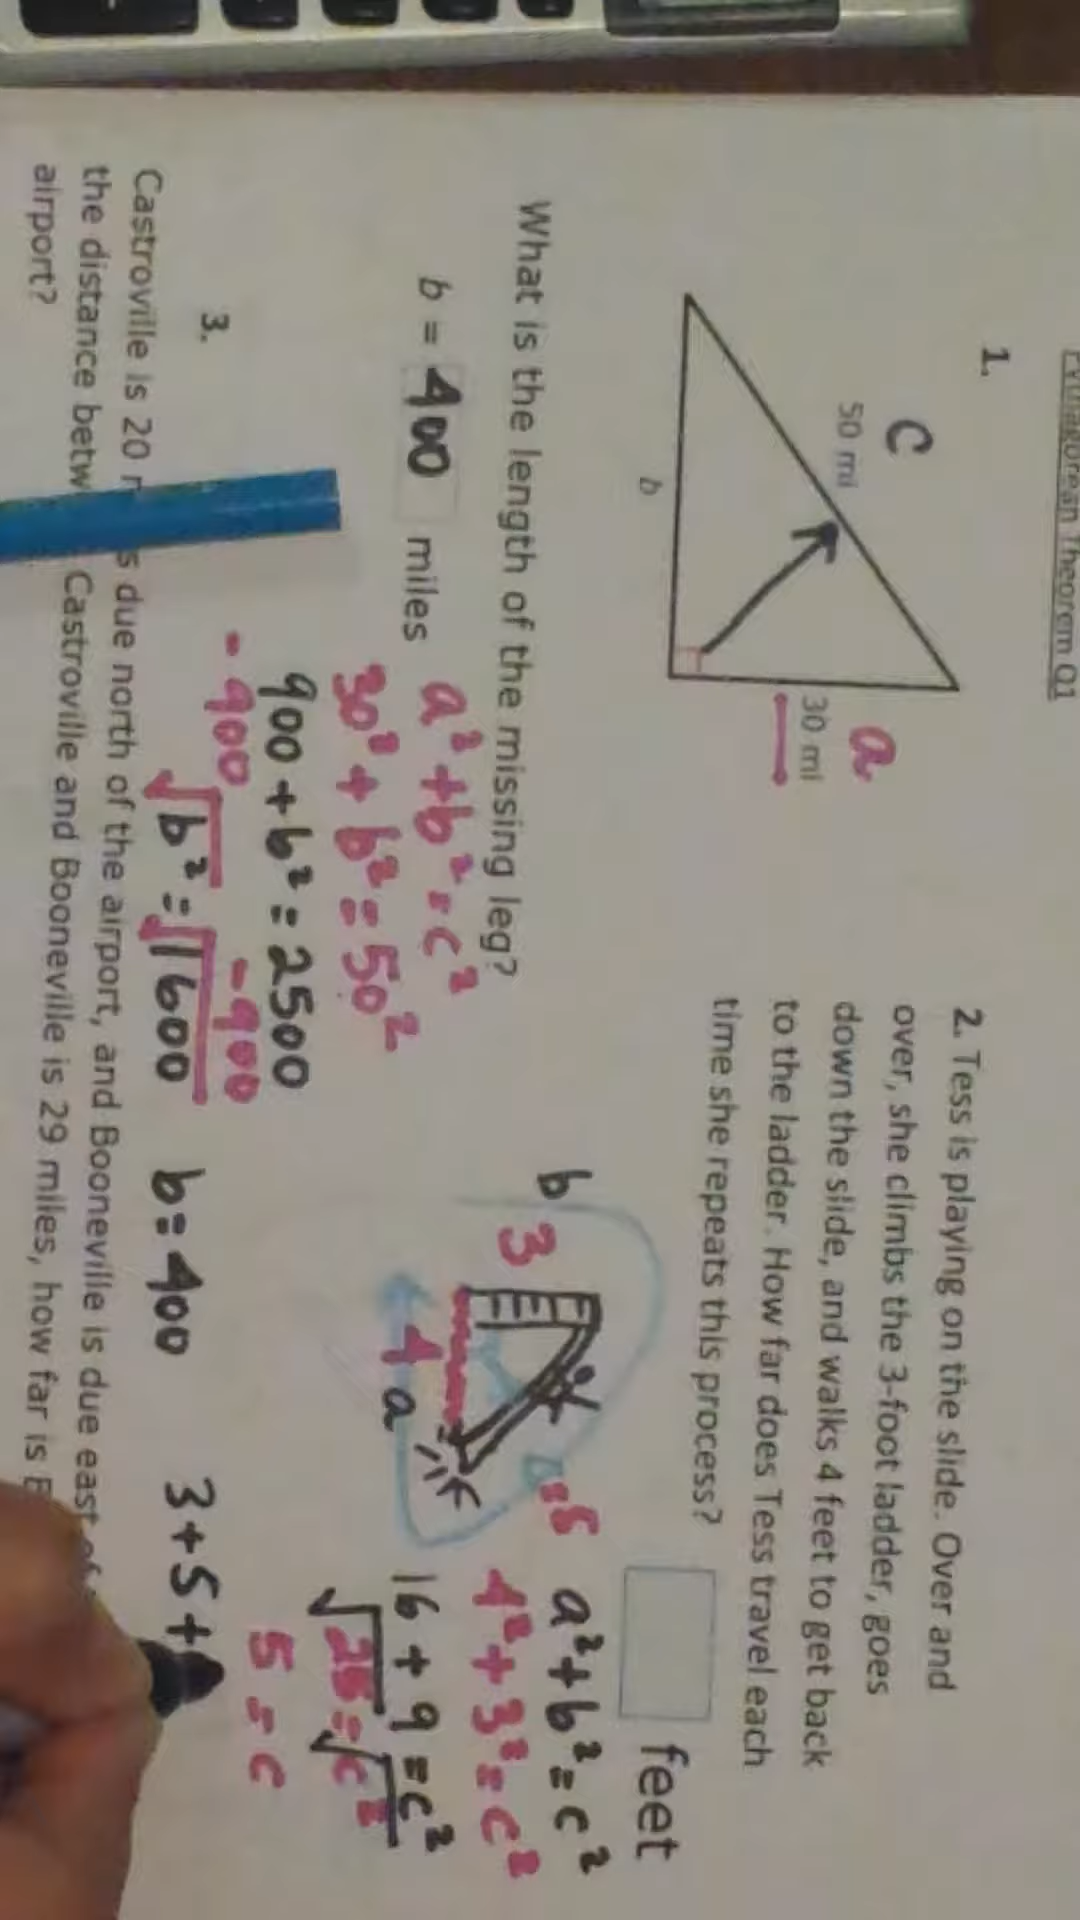 Pythagorean Theorem Q1
1.
C
50 mi
a
30 mi
b
What is the length of the missing leg?
b = 400 miles
a² + b² = c²
30² + b² = 50²
900 + b² = 2500
- 900 - 900
√b² = √1600
b = 400
2. Tess is playing on the slide. Over and
over, she climbs the 3-foot ladder, goes
down the slide, and walks 4 feet to get back
to the ladder. How far does Tess travel each
time she repeats this process?
feet
b
3
4
a
a² + b² = c²
4² + 3² = c²
16 + 9 = c²
√25 = √c²
5 = c
3 + 5 +
3.
Castroville is 20 s due north of the airport, and Booneville is due east of
the distance betw Castroville and Booneville is 29 miles, how far is B
airport?